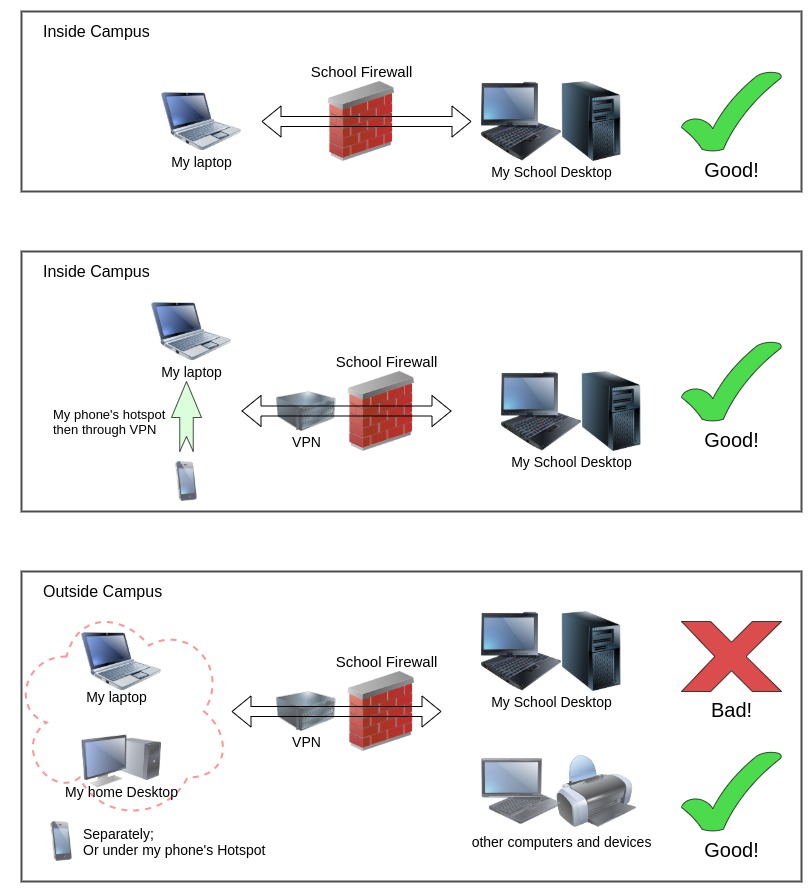 Inside Campus
School Firewall
My laptop
My School Desktop
Good!
Inside Campus
School Firewall
My laptop
My phone's hotspot
then through VPN
VPN
My School Desktop
Good!
Outside Campus
School Firewall
My laptop
VPN
My School Desktop
Bad!
My home Desktop
Separately;
Or under my phone's Hotspot
other computers and devices
Good!